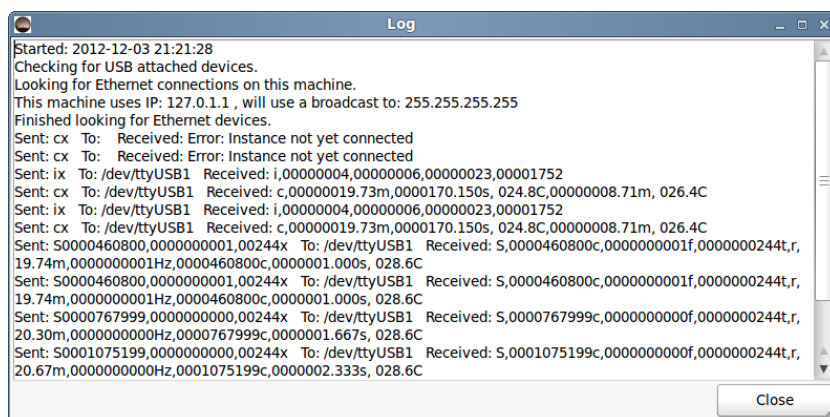 Log
Started: 2012-12-03 21:21:28
Checking for USB attached devices.
Looking for Ethernet connections on this machine.
This machine uses IP: 127.0.1.1 , will use a broadcast to: 255.255.255.255
Finished looking for Ethernet devices.
Sent: cx   To:    Received: Error: Instance not yet connected
Sent: cx   To:    Received: Error: Instance not yet connected
Sent: ix   To: /dev/ttyUSB1   Received: i,00000004,00000006,00000023,00001752
Sent: cx   To: /dev/ttyUSB1   Received: c,00000019.73m,0000170.150s, 024.8C,00000008.71m, 026.4C
Sent: ix   To: /dev/ttyUSB1   Received: i,00000004,00000006,00000023,00001752
Sent: cx   To: /dev/ttyUSB1   Received: c,00000019.73m,0000170.150s, 024.8C,00000008.71m, 026.4C
Sent: S0000460800,0000000001,00244x   To: /dev/ttyUSB1   Received: S,0000460800c,0000000001f,0000000244t,r,
19.74m,0000000001Hz,0000460800c,0000001.000s, 028.6C
Sent: S0000460800,0000000001,00244x   To: /dev/ttyUSB1   Received: S,0000460800c,0000000001f,0000000244t,r,
19.74m,0000000001Hz,0000460800c,0000001.000s, 028.6C
Sent: S0000767999,0000000000,00244x   To: /dev/ttyUSB1   Received: S,0000767999c,0000000000f,0000000244t,r,
20.30m,0000000000Hz,0000767999c,0000001.667s, 028.6C
Sent: S0001075199,0000000000,00244x   To: /dev/ttyUSB1   Received: S,0001075199c,0000000000f,0000000244t,r,
20.67m,0000000000Hz,0001075199c,0000002.333s, 028.6C
Close